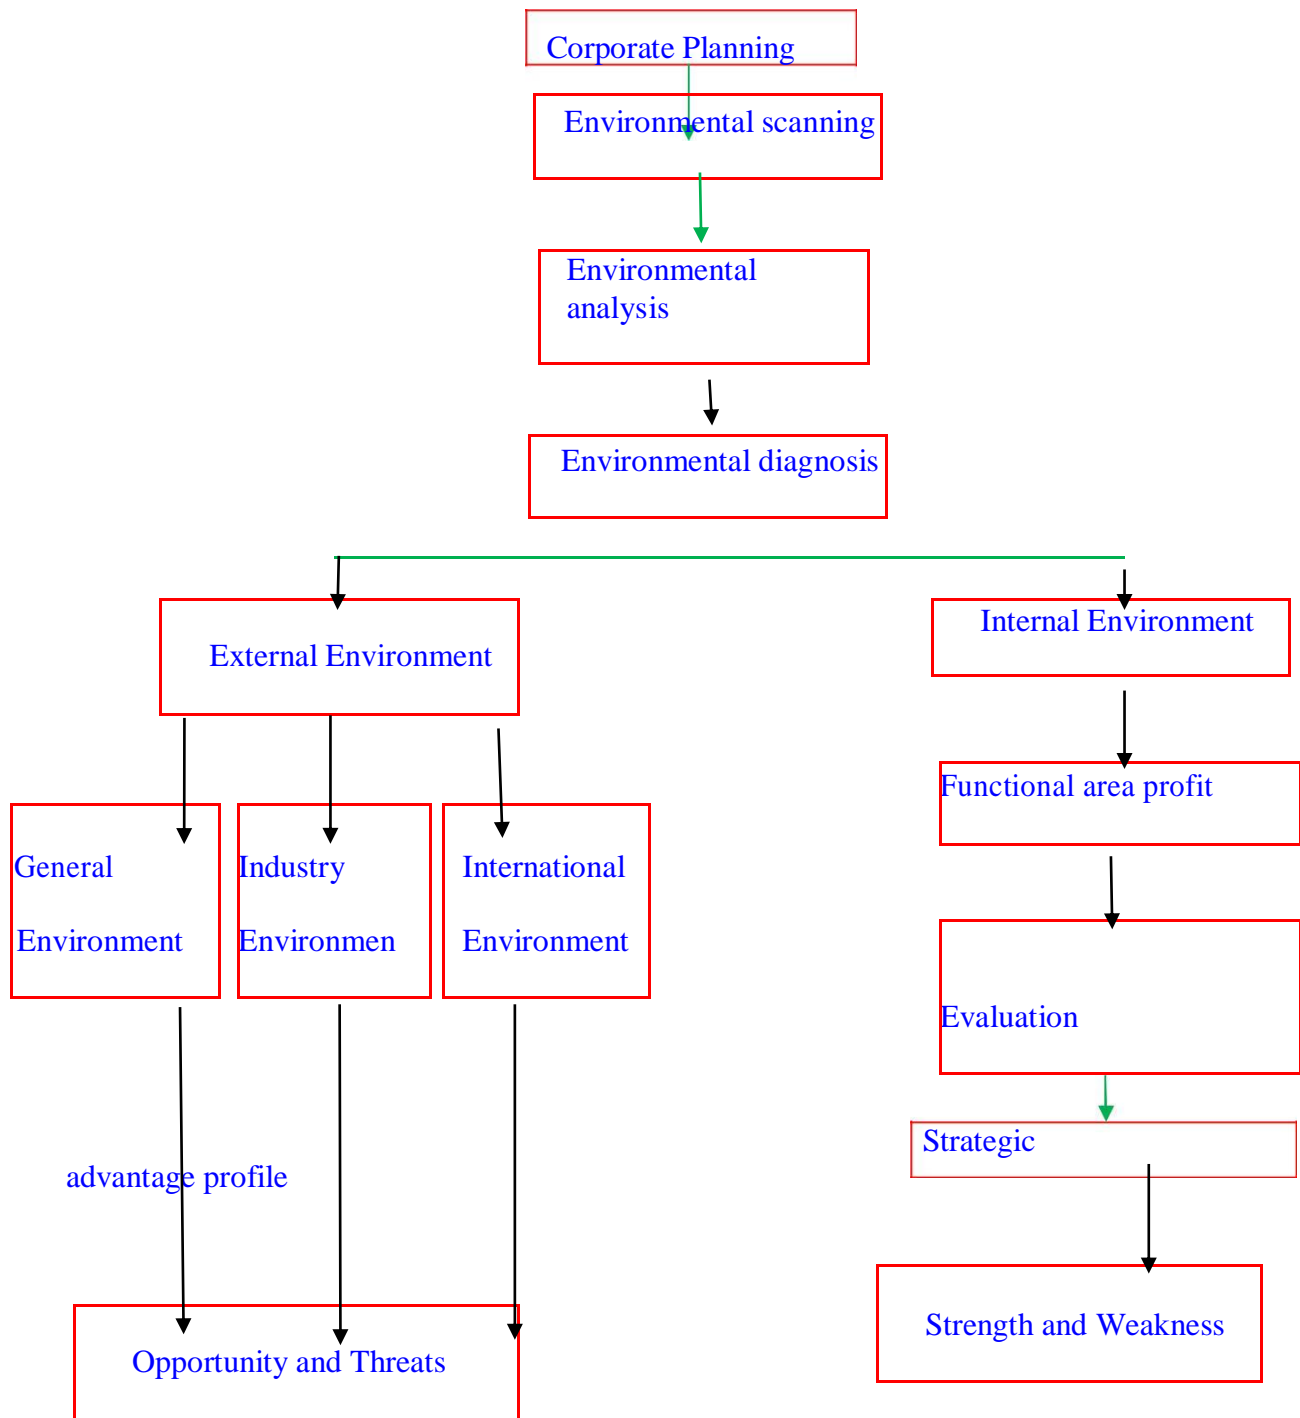 Corporate Planning
Environmental scanning
Environmental
analysis
Environmental diagnosis
External Environment
Internal Environment
Functional area profit
General
Environment
Industry
Environmen
International
Environment
Evaluation
Strategic
advantage profile
Strength and Weakness
Opportunity and Threats